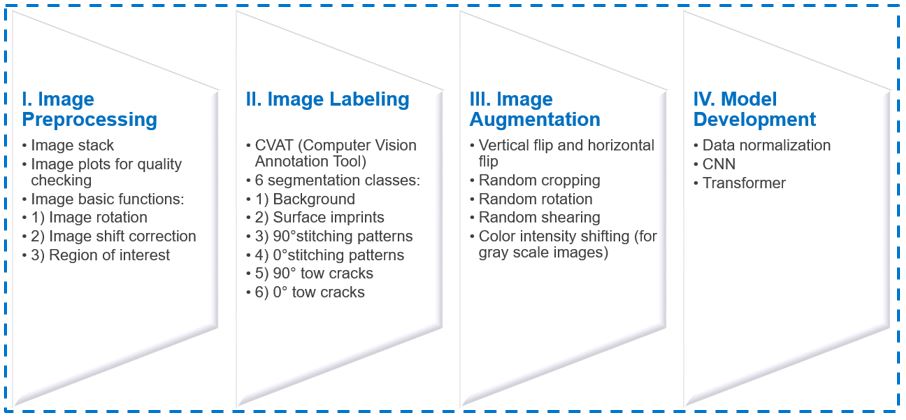 I. Image
Preprocessing
• Image stack
• Image plots for quality
checking
• Image basic functions:
• 1) Image rotation
• 2) Image shift correction
• 3) Region of interest
II. Image Labeling
• CVAT (Computer Vision
Annotation Tool)
• 6 segmentation classes:
• 1) Background
• 2) Surface imprints
• 3) 90°stitching patterns
• 4) 0°stitching patterns
• 5) 90° tow cracks
• 6) 0° tow cracks
III. Image
Augmentation
• Vertical flip and horizontal
flip
• Random cropping
• Random rotation
• Random shearing
• Color intensity shifting (for
gray scale images)
IV. Model
Development
• Data normalization
• CNN
• Transformer